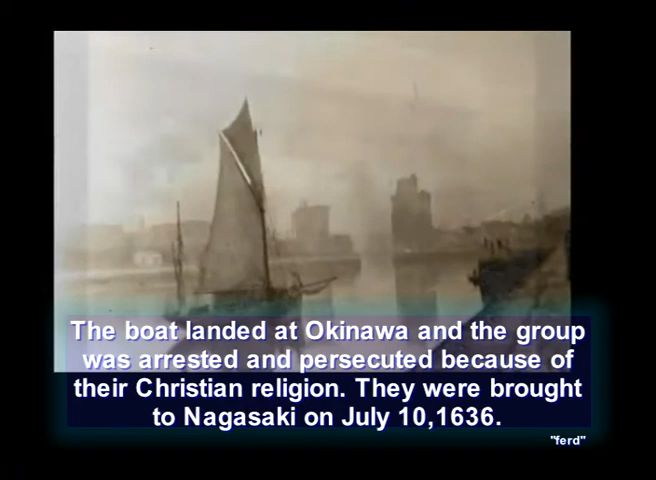 The boat landed at Okinawa and the group
was arrested and persecuted because of
their Christian religion. They were brought
to Nagasaki on July 10,1636.
"ferd"